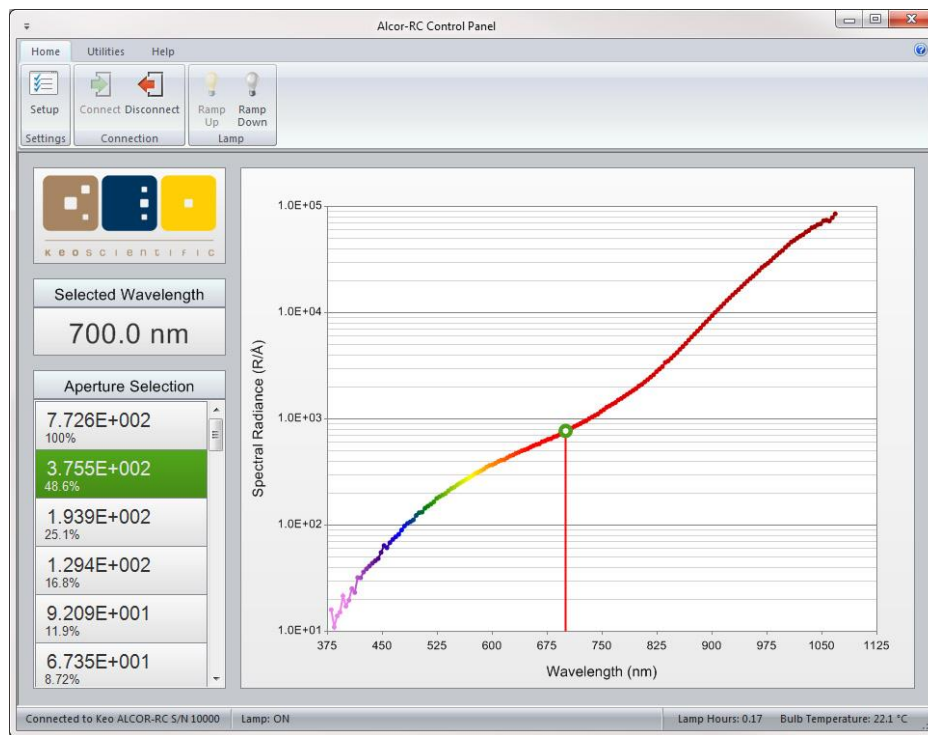 Alcor-RC Control Panel
Home Utilities Help
Setup Connect Disconnect Ramp Up Ramp Down
Settings Connection Lamp
KEOSCIENTIFIC
Selected Wavelength
700.0 nm
Aperture Selection
7.726E+002
100%
3.755E+002
48.6%
1.939E+002
25.1%
1.294E+002
16.8%
9.209E+001
11.9%
6.735E+001
8.72%
Spectral Radiance (R/Å)
1.0E+05
1.0E+04
1.0E+03
1.0E+02
1.0E+01
375 450 525 600 675 750 825 900 975 1050 1125
Wavelength (nm)
Connected to Keo ALCOR-RC S/N 10000 Lamp: ON Lamp Hours: 0.17 Bulb Temperature: 22.1 °C